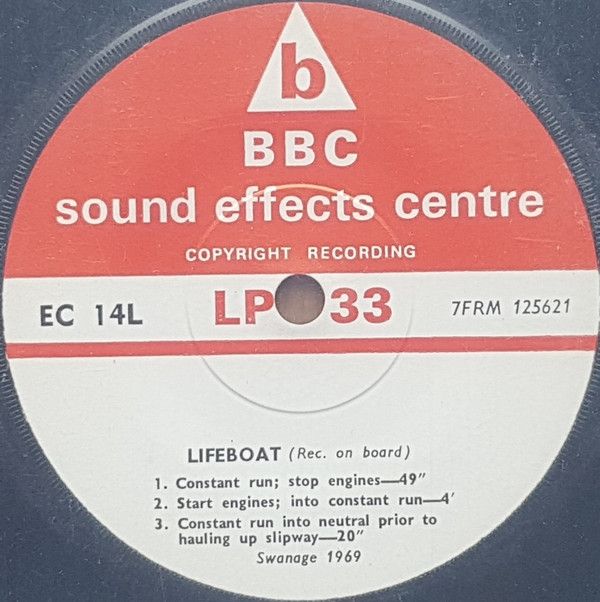 b
BBC
sound effects centre
COPYRIGHT RECORDING
EC 14L LP 33 7FRM 125621
LIFEBOAT (Rec. on board)
1. Constant run; stop engines—49"
2. Start engines; into constant run—4'
3. Constant run into neutral prior to
hauling up slipway—20"
Swanage 1969